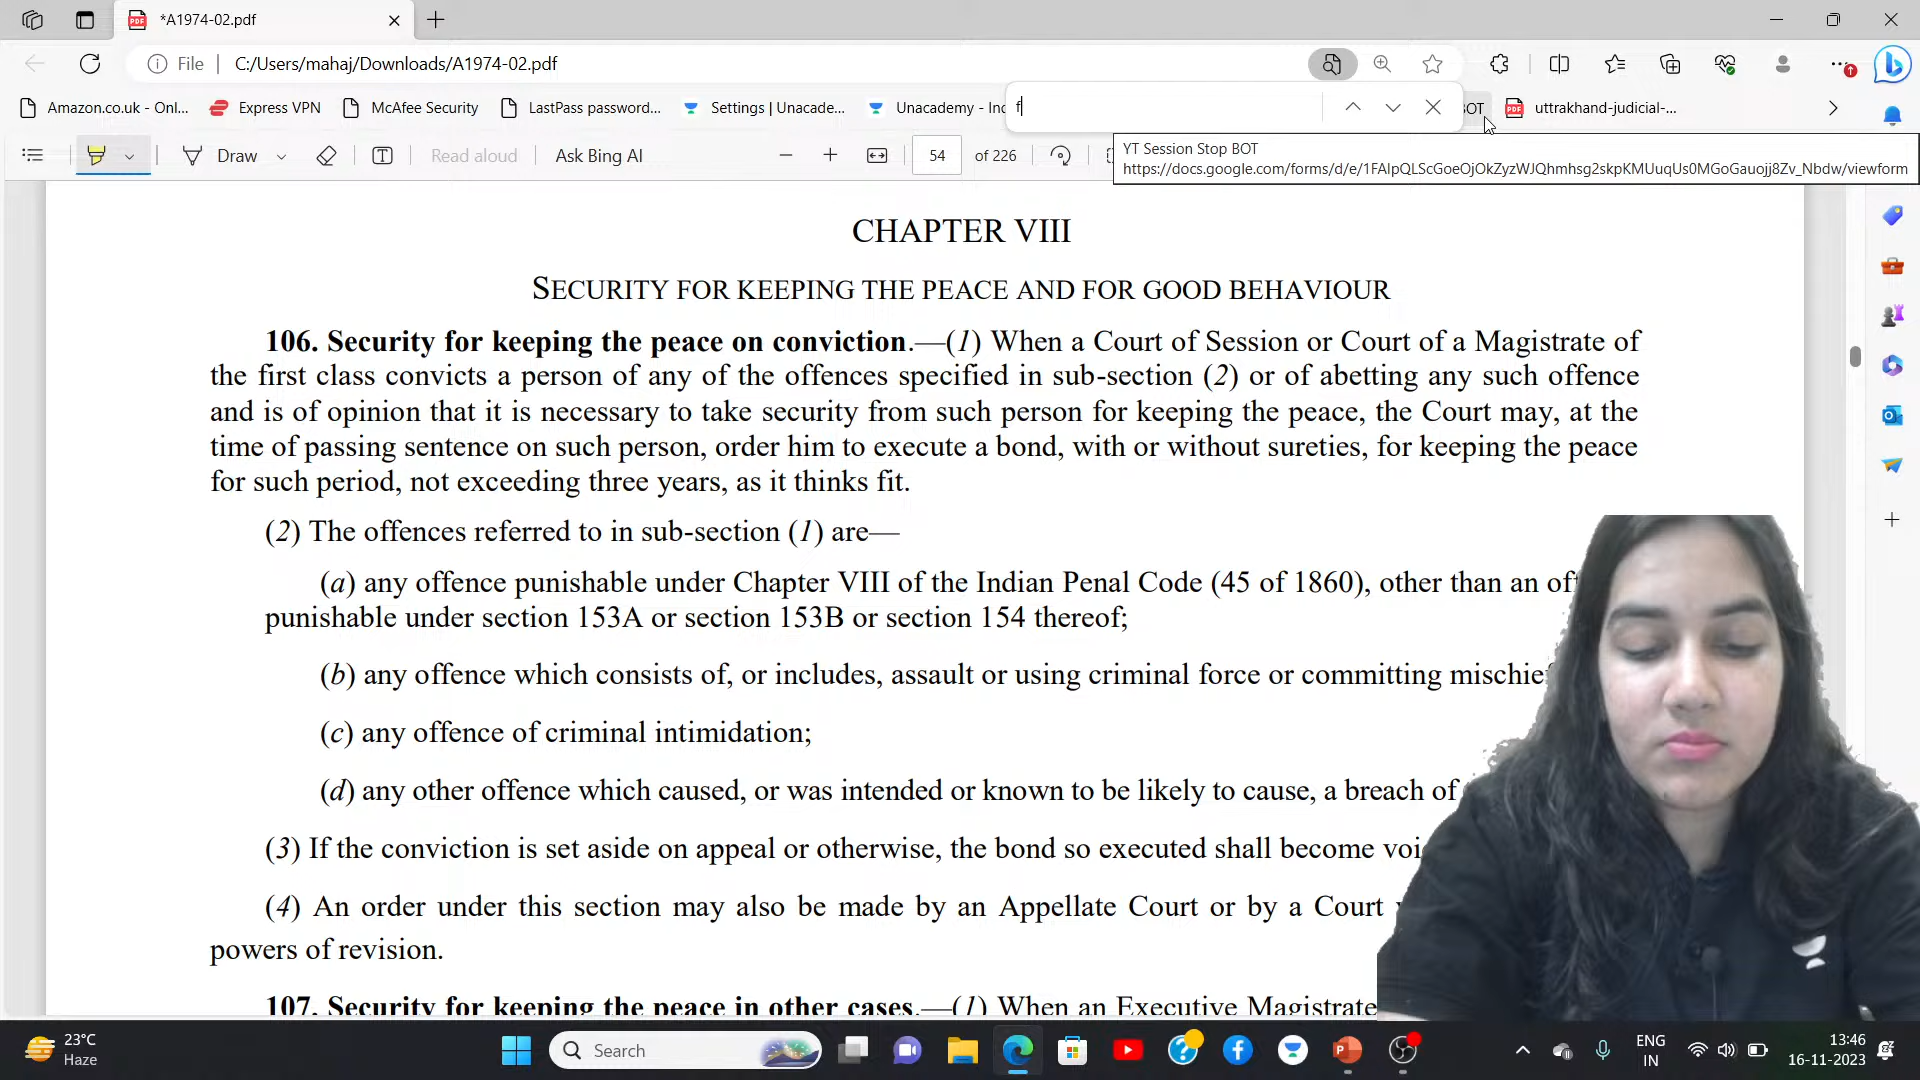 *A1974-02.pdf
File
C:/Users/mahaj/Downloads/A1974-02.pdf
Amazon.co.uk - Onl...
Express VPN
McAfee Security
LastPass password...
Settings | Unacade...
Unacademy - Inc
f
BOT
uttrakhand-judicial-...
Draw
Read aloud
Ask Bing AI
54
of 226
YT Session Stop BOT
https://docs.google.com/forms/d/e/1FAIpQLScGoeOjOkZyzWJQhmhsg2skpKMUuqUs0MGoGauojj8Zv_Nbdw/viewform
CHAPTER VIII
SECURITY FOR KEEPING THE PEACE AND FOR GOOD BEHAVIOUR
106. Security for keeping the peace on conviction.—(1) When a Court of Session or Court of a Magistrate of
the first class convicts a person of any of the offences specified in sub-section (2) or of abetting any such offence
and is of opinion that it is necessary to take security from such person for keeping the peace, the Court may, at the
time of passing sentence on such person, order him to execute a bond, with or without sureties, for keeping the peace
for such period, not exceeding three years, as it thinks fit.
(2) The offences referred to in sub-section (1) are—
(a) any offence punishable under Chapter VIII of the Indian Penal Code (45 of 1860), other than an of
punishable under section 153A or section 153B or section 154 thereof;
(b) any offence which consists of, or includes, assault or using criminal force or committing mischie
(c) any offence of criminal intimidation;
(d) any other offence which caused, or was intended or known to be likely to cause, a breach of
(3) If the conviction is set aside on appeal or otherwise, the bond so executed shall become voi
(4) An order under this section may also be made by an Appellate Court or by a Court
powers of revision.
107. Security for keeping the peace in other cases.—(1) When an Executive Magistrate
23°C
Haze
Search
ENG
IN
13:46
16-11-2023